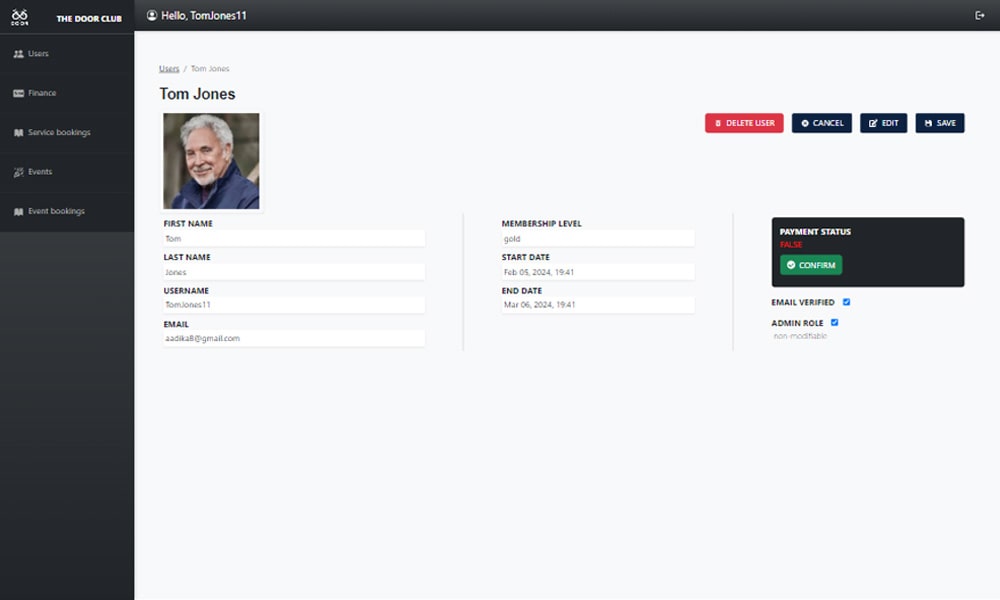 DOOR
THE DOOR CLUB
Hello, TomJones11
Users
Finance
Service bookings
Events
Event bookings
Users / Tom Jones
Tom Jones
DELETE USER
CANCEL
EDIT
SAVE
FIRST NAME
Tom
LAST NAME
Jones
USERNAME
TomJones11
EMAIL
aadika8@gmail.com
MEMBERSHIP LEVEL
gold
START DATE
Feb 05, 2024, 19:41
END DATE
Mar 06, 2024, 19:41
PAYMENT STATUS
FALSE
CONFIRM
EMAIL VERIFIED
ADMIN ROLE
non-modifiable